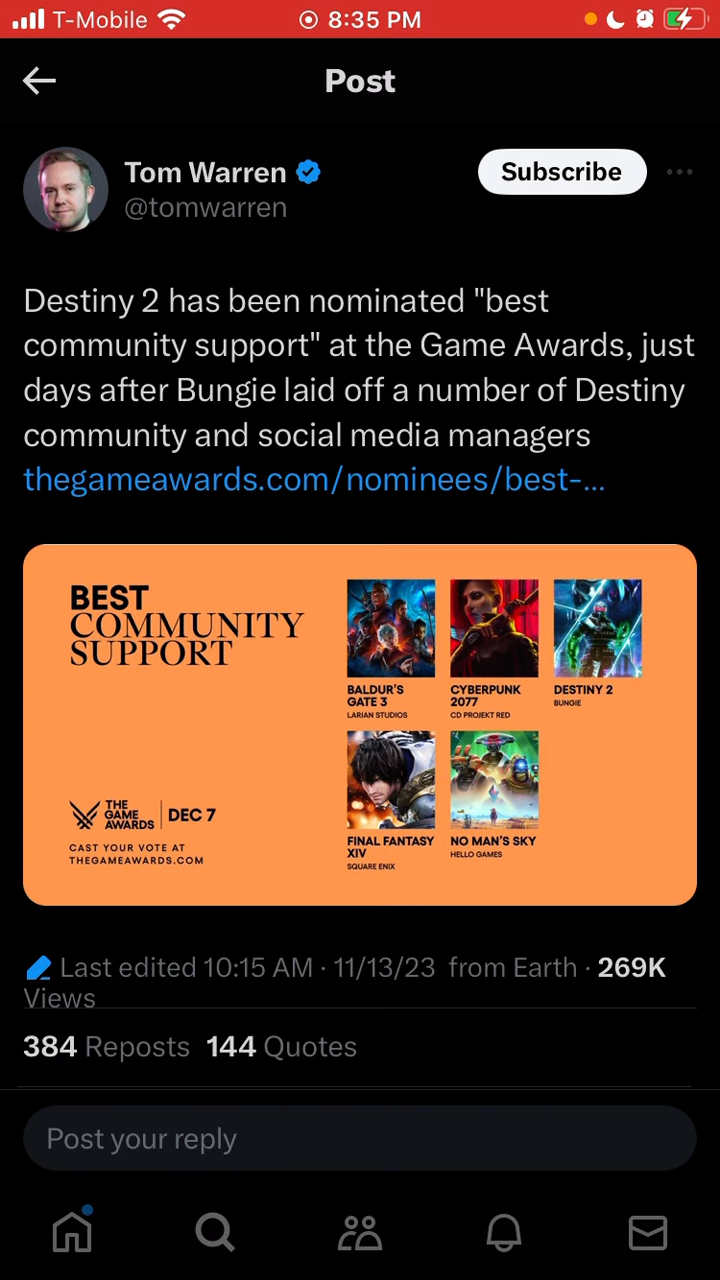 T-Mobile 8:35 PM
Post
Tom Warren
Subscribe
@tomwarren
Destiny 2 has been nominated "best
community support" at the Game Awards, just
days after Bungie laid off a number of Destiny
community and social media managers
thegameawards.com/nominees/best-...
BEST
COMMUNITY
SUPPORT
BALDUR'S
GATE 3
LARIAN STUDIOS
CYBERPUNK
2077
CD PROJEKT RED
DESTINY 2
BUNGIE
FINAL FANTASY
XIV
SQUARE ENIX
NO MAN'S SKY
HELLO GAMES
THE
GAME
AWARDS
DEC 7
CAST YOUR VOTE AT
THEGAMEAWARDS.COM
Last edited 10:15 AM · 11/13/23 from Earth · 269K
Views
384 Reposts 144 Quotes
Post your reply